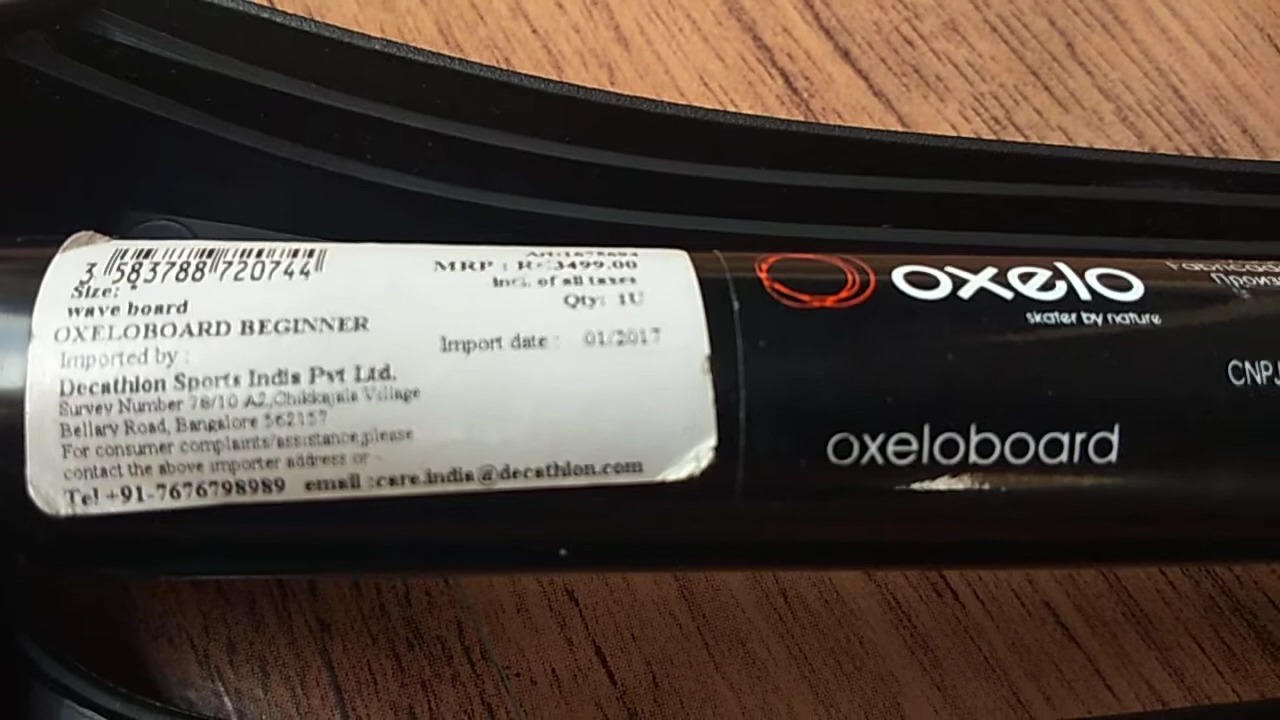 3 583788 720744
Size:
wave board
OXELOBOARD BEGINNER
Imported by :
Decathlon Sports India Pvt Ltd.
Survey Number 78/10 A2,Chikkajala Village
Bellary Road, Bangalore 562157
For consumer complaints/assistance,please
contact the above importer address or -
Tel +91-7676798989 email :care.india@decathlon.com
MRP : Rs 3499.00
Incl. of all taxes
Qty: 1U
Import date : 01/2017
oxelo
skater by nature
oxeloboard
CNPJ